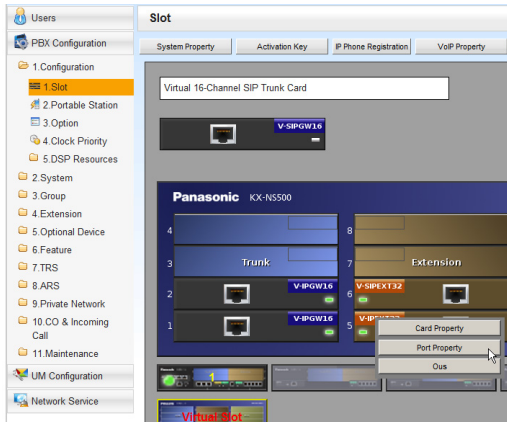 Users
Slot
PBX Configuration
System Property
Activation Key
IP Phone Registration
VoIP Property
1.Configuration
1.Slot
2.Portable Station
3.Option
4.Clock Priority
5.DSP Resources
2.System
3.Group
4.Extension
5.Optional Device
6.Feature
7.TRS
8.ARS
9.Private Network
10.CO & Incoming
Call
11.Maintenance
UM Configuration
Network Service
Virtual 16-Channel SIP Trunk Card
V-SIPGW16
Panasonic KX-NS500
4
8
3
Trunk
7
Extension
2
V-IPGW16
6
V-SIPEXT32
1
V-IPGW16
5
Card Property
Port Property
Ous
1
Virtual Slot